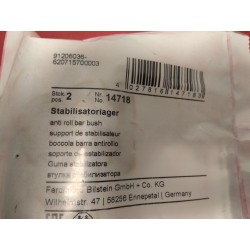 91206036-
620715700003
4 027816 147183
Stck. 2 Nr. 14718
pcs. No.
Stabilisatorlager
anti roll bar bush
support de stabilisateur
boccola barra antirollio
soporte de estabilizador
Guma stabilizatora
втулка стабилизатора
Ferdinand Bilstein GmbH + Co. KG
Wilhelmstr. 47 | 58256 Ennepetal | Germany